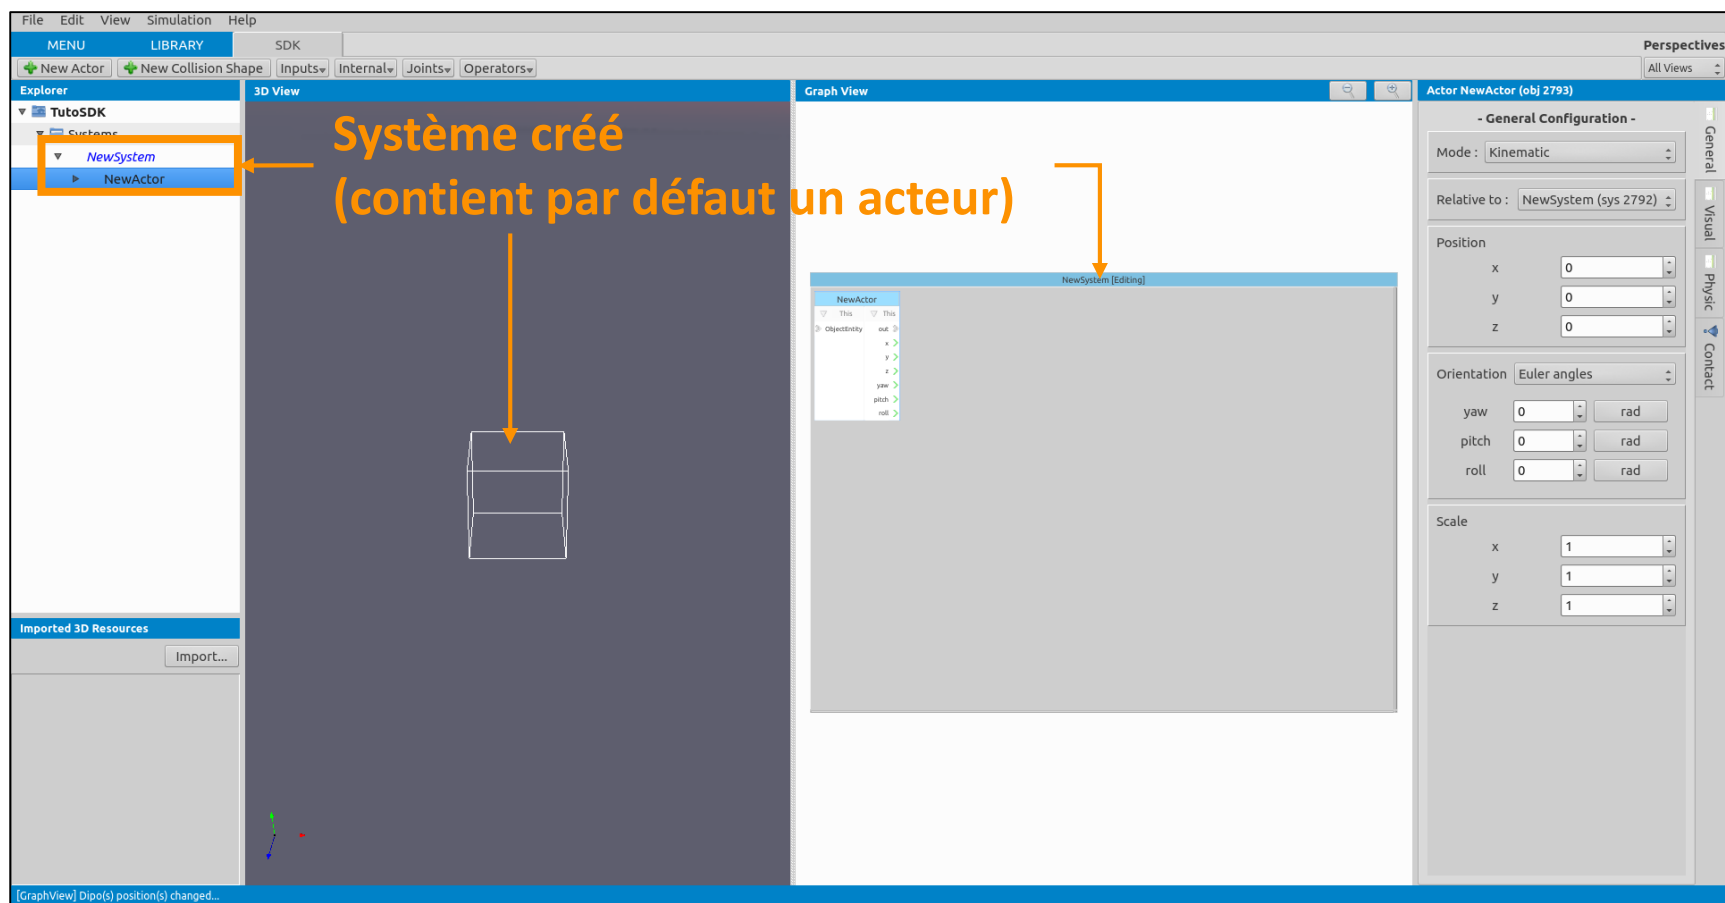 File Edit View Simulation Help
MENU LIBRARY SDK
Perspectives
New Actor New Collision Shape Inputs Internal Joints Operators
All Views
Explorer
TutoSDK
Systems
NewSystem
NewActor
3D View
Système créé
(contient par défaut un acteur)
Graph View
NewSystem [Editing]
NewActor
This This
ObjectEntity out
x
y
z
yaw
pitch
roll
Actor NewActor (obj 2793)
- General Configuration -
Mode : Kinematic
Relative to : NewSystem (sys 2792)
Position
x 0
y 0
z 0
Orientation Euler angles
yaw 0 rad
pitch 0 rad
roll 0 rad
Scale
x 1
y 1
z 1
General
Visual
Physic
Contact
Imported 3D Resources
Import...
[GraphView] Dipo(s) position(s) changed...